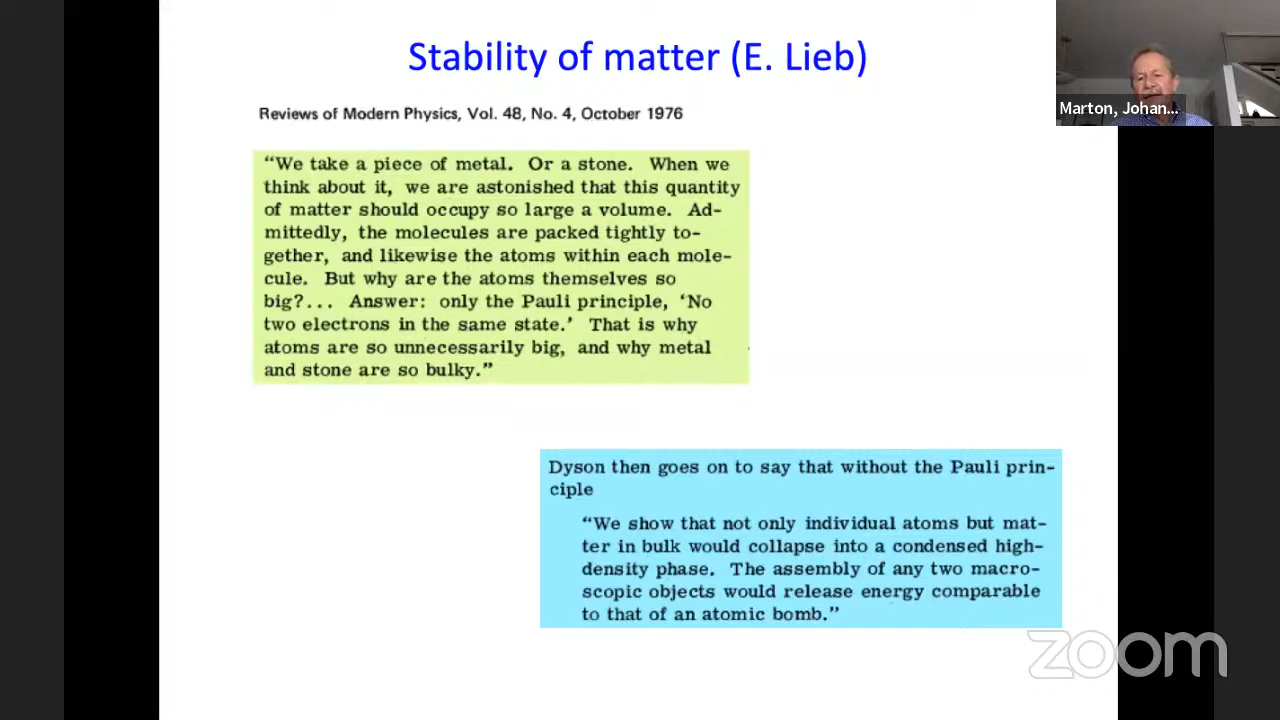 Stability of matter (E. Lieb)
Marton, Johan...
Reviews of Modern Physics, Vol. 48, No. 4, October 1976
“We take a piece of metal. Or a stone. When we
think about it, we are astonished that this quantity
of matter should occupy so large a volume. Ad-
mittedly, the molecules are packed tightly to-
gether, and likewise the atoms within each mole-
cule. But why are the atoms themselves so
big?... Answer: only the Pauli principle, ‘No
two electrons in the same state.’ That is why
atoms are so unnecessarily big, and why metal
and stone are so bulky.”
Dyson then goes on to say that without the Pauli prin-
ciple
“We show that not only individual atoms but mat-
ter in bulk would collapse into a condensed high-
density phase. The assembly of any two macro-
scopic objects would release energy comparable
to that of an atomic bomb.”
zoom